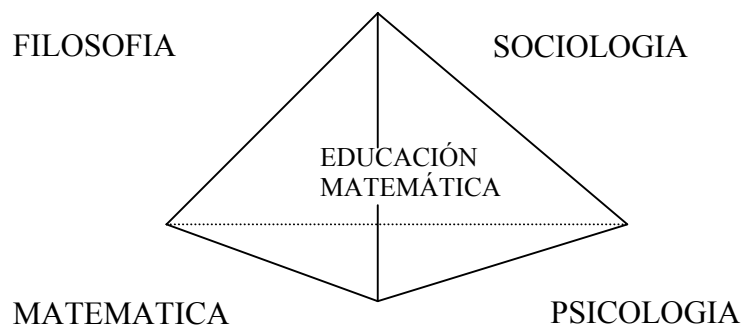 FILOSOFIA
SOCIOLOGIA
EDUCACIÓN
MATEMÁTICA
MATEMATICA
PSICOLOGIA